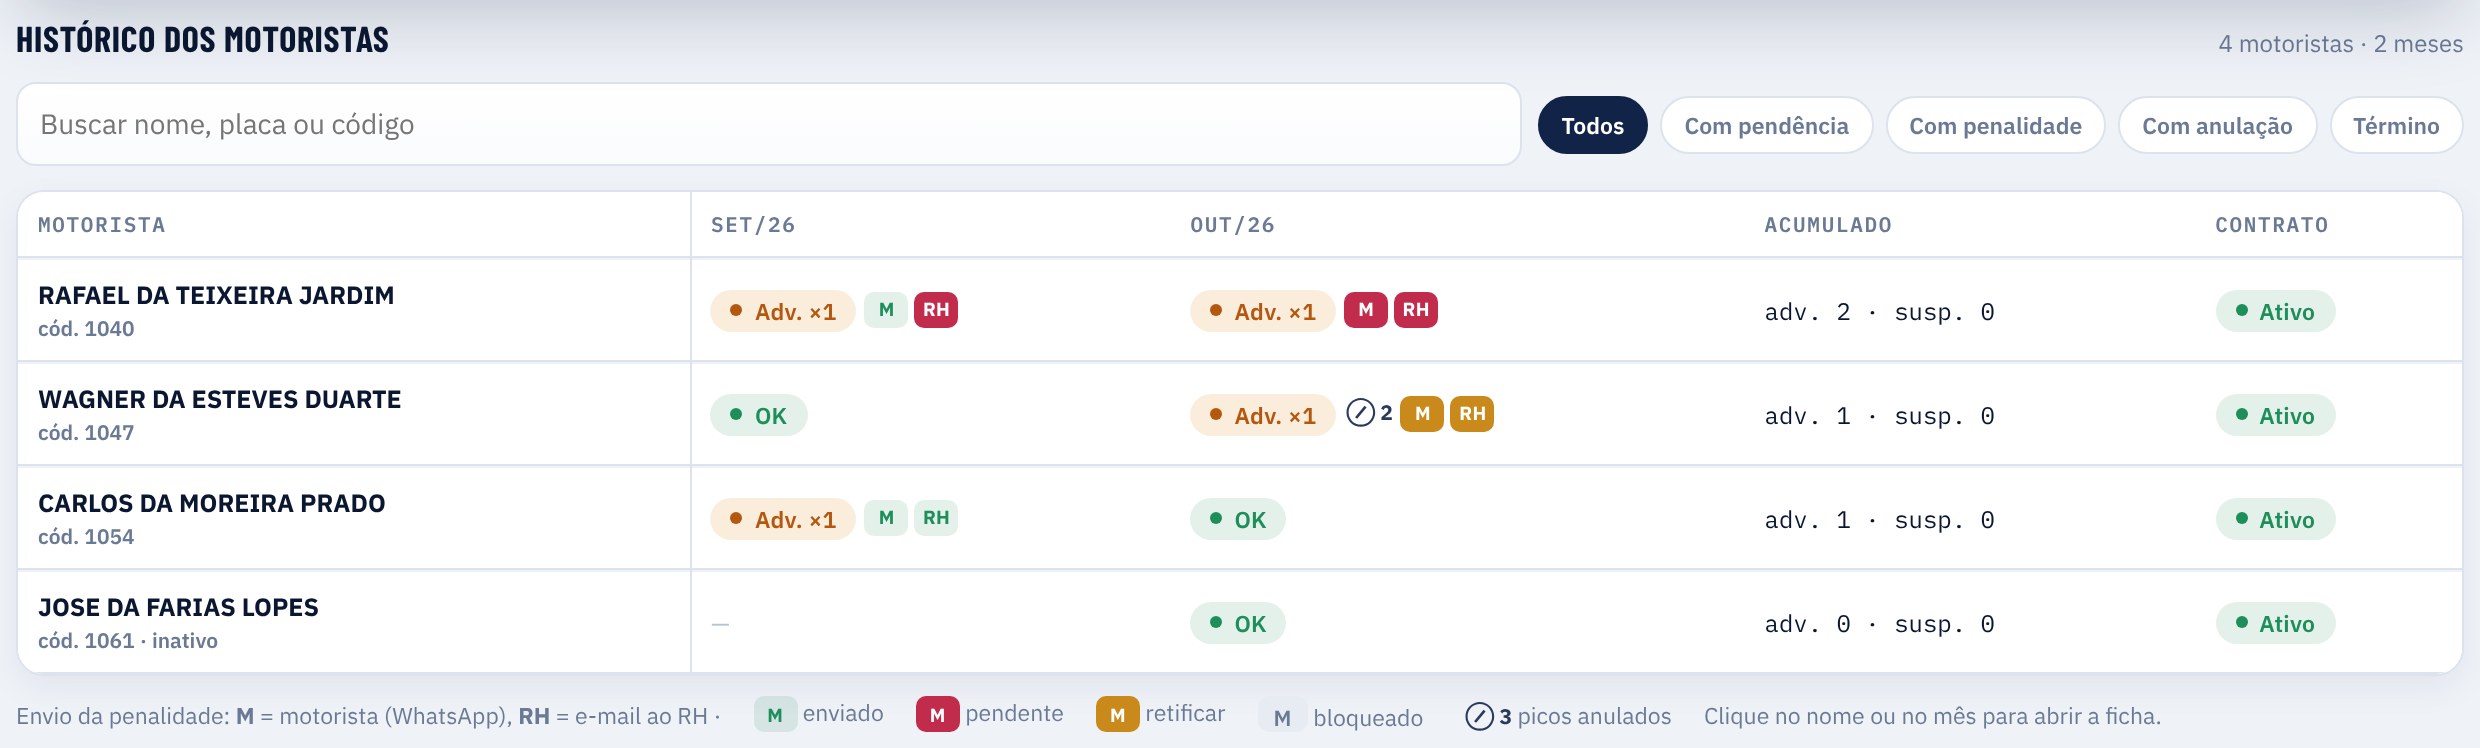 HISTÓRICO DOS MOTORISTAS
4 motoristas · 2 meses
Buscar nome, placa ou código
Todos
Com pendência
Com penalidade
Com anulação
Término
MOTORISTA SET/26 OUT/26 ACUMULADO CONTRATO
RAFAEL DA TEIXEIRA JARDIM
cód. 1040
Adv. ×1 M RH
Adv. ×1 M RH
adv. 2 · susp. 0
Ativo
WAGNER DA ESTEVES DUARTE
cód. 1047
OK
Adv. ×1 2 M RH
adv. 1 · susp. 0
Ativo
CARLOS DA MOREIRA PRADO
cód. 1054
Adv. ×1 M RH
OK
adv. 1 · susp. 0
Ativo
JOSE DA FARIAS LOPES
cód. 1061 · inativo
—
OK
adv. 0 · susp. 0
Ativo
Envio da penalidade: M = motorista (WhatsApp), RH = e-mail ao RH · M enviado M pendente M retificar M bloqueado 3 picos anulados Clique no nome ou no mês para abrir a ficha.